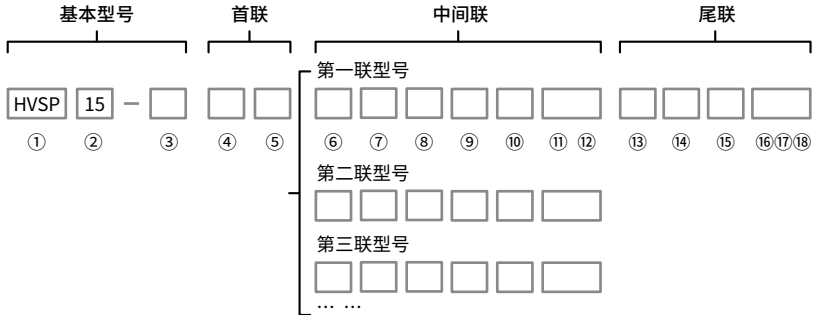 基本型号 首联 中间联 尾联
第一联型号
HVSP 15 –
① ② ③ ④ ⑤ ⑥ ⑦ ⑧ ⑨ ⑩ ⑪ ⑫ ⑬ ⑭ ⑮ ⑯⑰⑱
第二联型号
第三联型号
… …